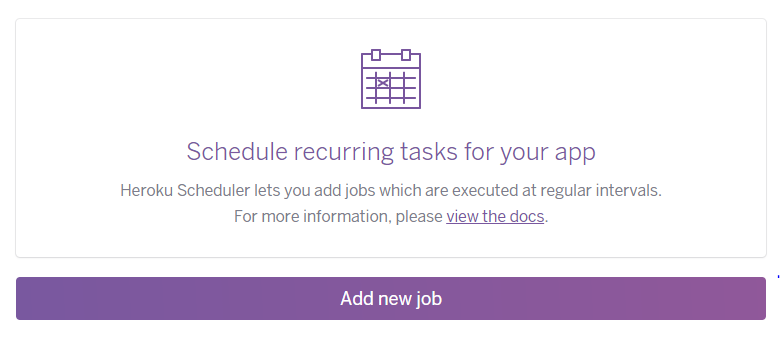 Schedule recurring tasks for your app
Heroku Scheduler lets you add jobs which are executed at regular intervals.
For more information, please view the docs.
Add new job